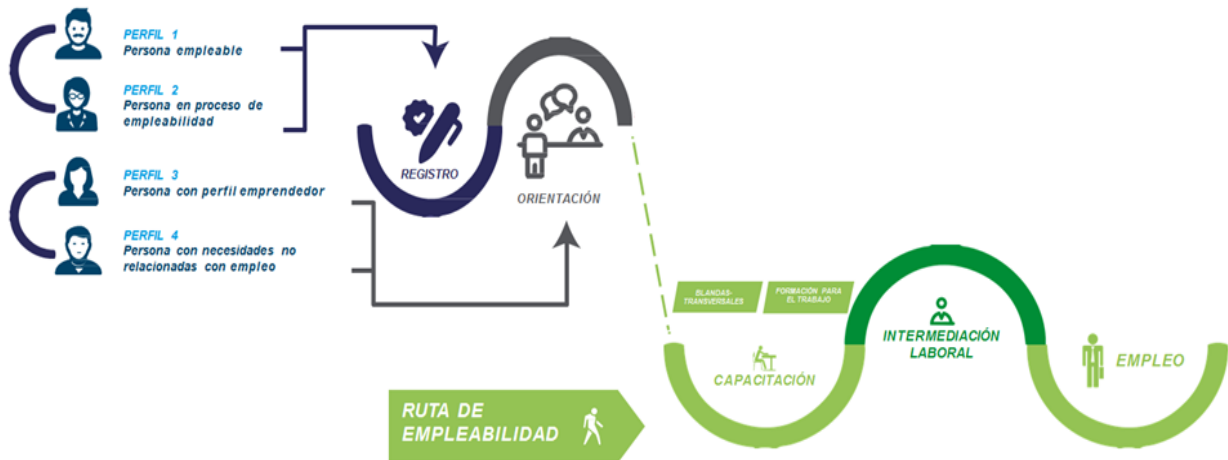 PERFIL 1
Persona empleable
PERFIL 2
Persona en proceso de
empleabilidad
PERFIL 3
Persona con perfil emprendedor
PERFIL 4
Persona con necesidades no
relacionadas con empleo
REGISTRO
ORIENTACIÓN
BLANDAS-
TRANSVERSALES
FORMACIÓN PARA
EL TRABAJO
CAPACITACIÓN
INTERMEDIACIÓN
LABORAL
EMPLEO
RUTA DE
EMPLEABILIDAD